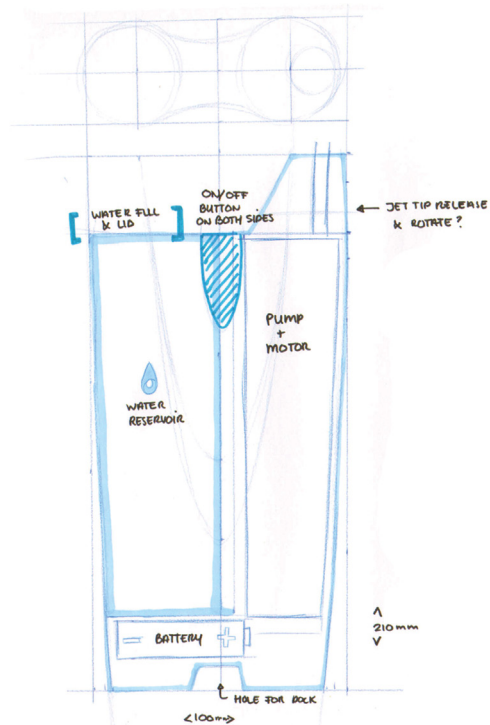 ON/OFF
BUTTON
ON BOTH SIDES
WATER FILL
& LID
JET TIP RELEASE
& ROTATE?
PUMP
+
MOTOR
WATER
RESERVOIR
- BATTERY +
^
210mm
v
HOLE FOR DOCK
<100mm>